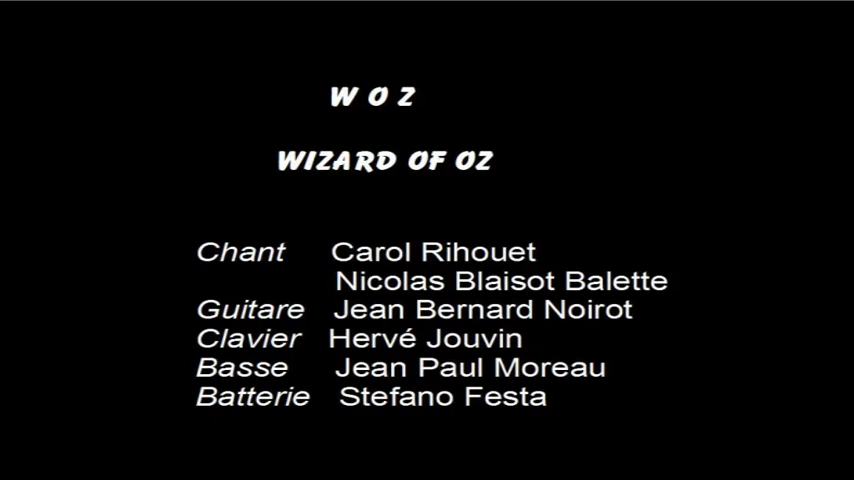 W O Z
WIZARD OF OZ
Chant Carol Rihouet
Nicolas Blaisot Balette
Guitare Jean Bernard Noirot
Clavier Hervé Jouvin
Basse Jean Paul Moreau
Batterie Stefano Festa